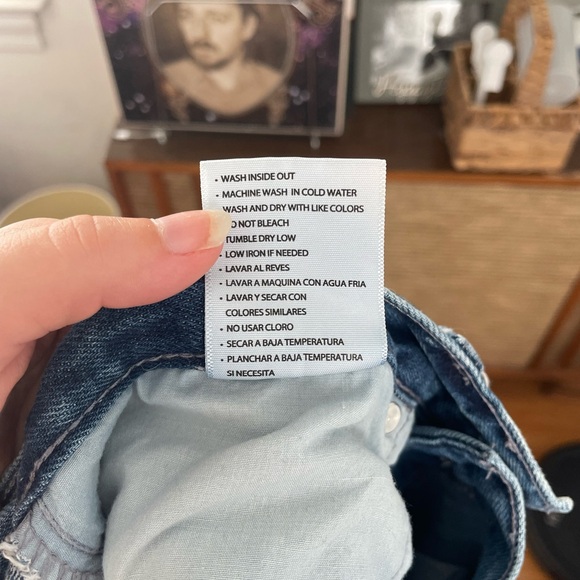 • WASH INSIDE OUT
• MACHINE WASH IN COLD WATER
WASH AND DRY WITH LIKE COLORS
DO NOT BLEACH
TUMBLE DRY LOW
• LOW IRON IF NEEDED
• LAVAR AL REVES
• LAVAR A MAQUINA CON AGUA FRIA
• LAVAR Y SECAR CON
COLORES SIMILARES
• NO USAR CLORO
• SECAR A BAJA TEMPERATURA
• PLANCHAR A BAJA TEMPERATURA
SI NECESITA